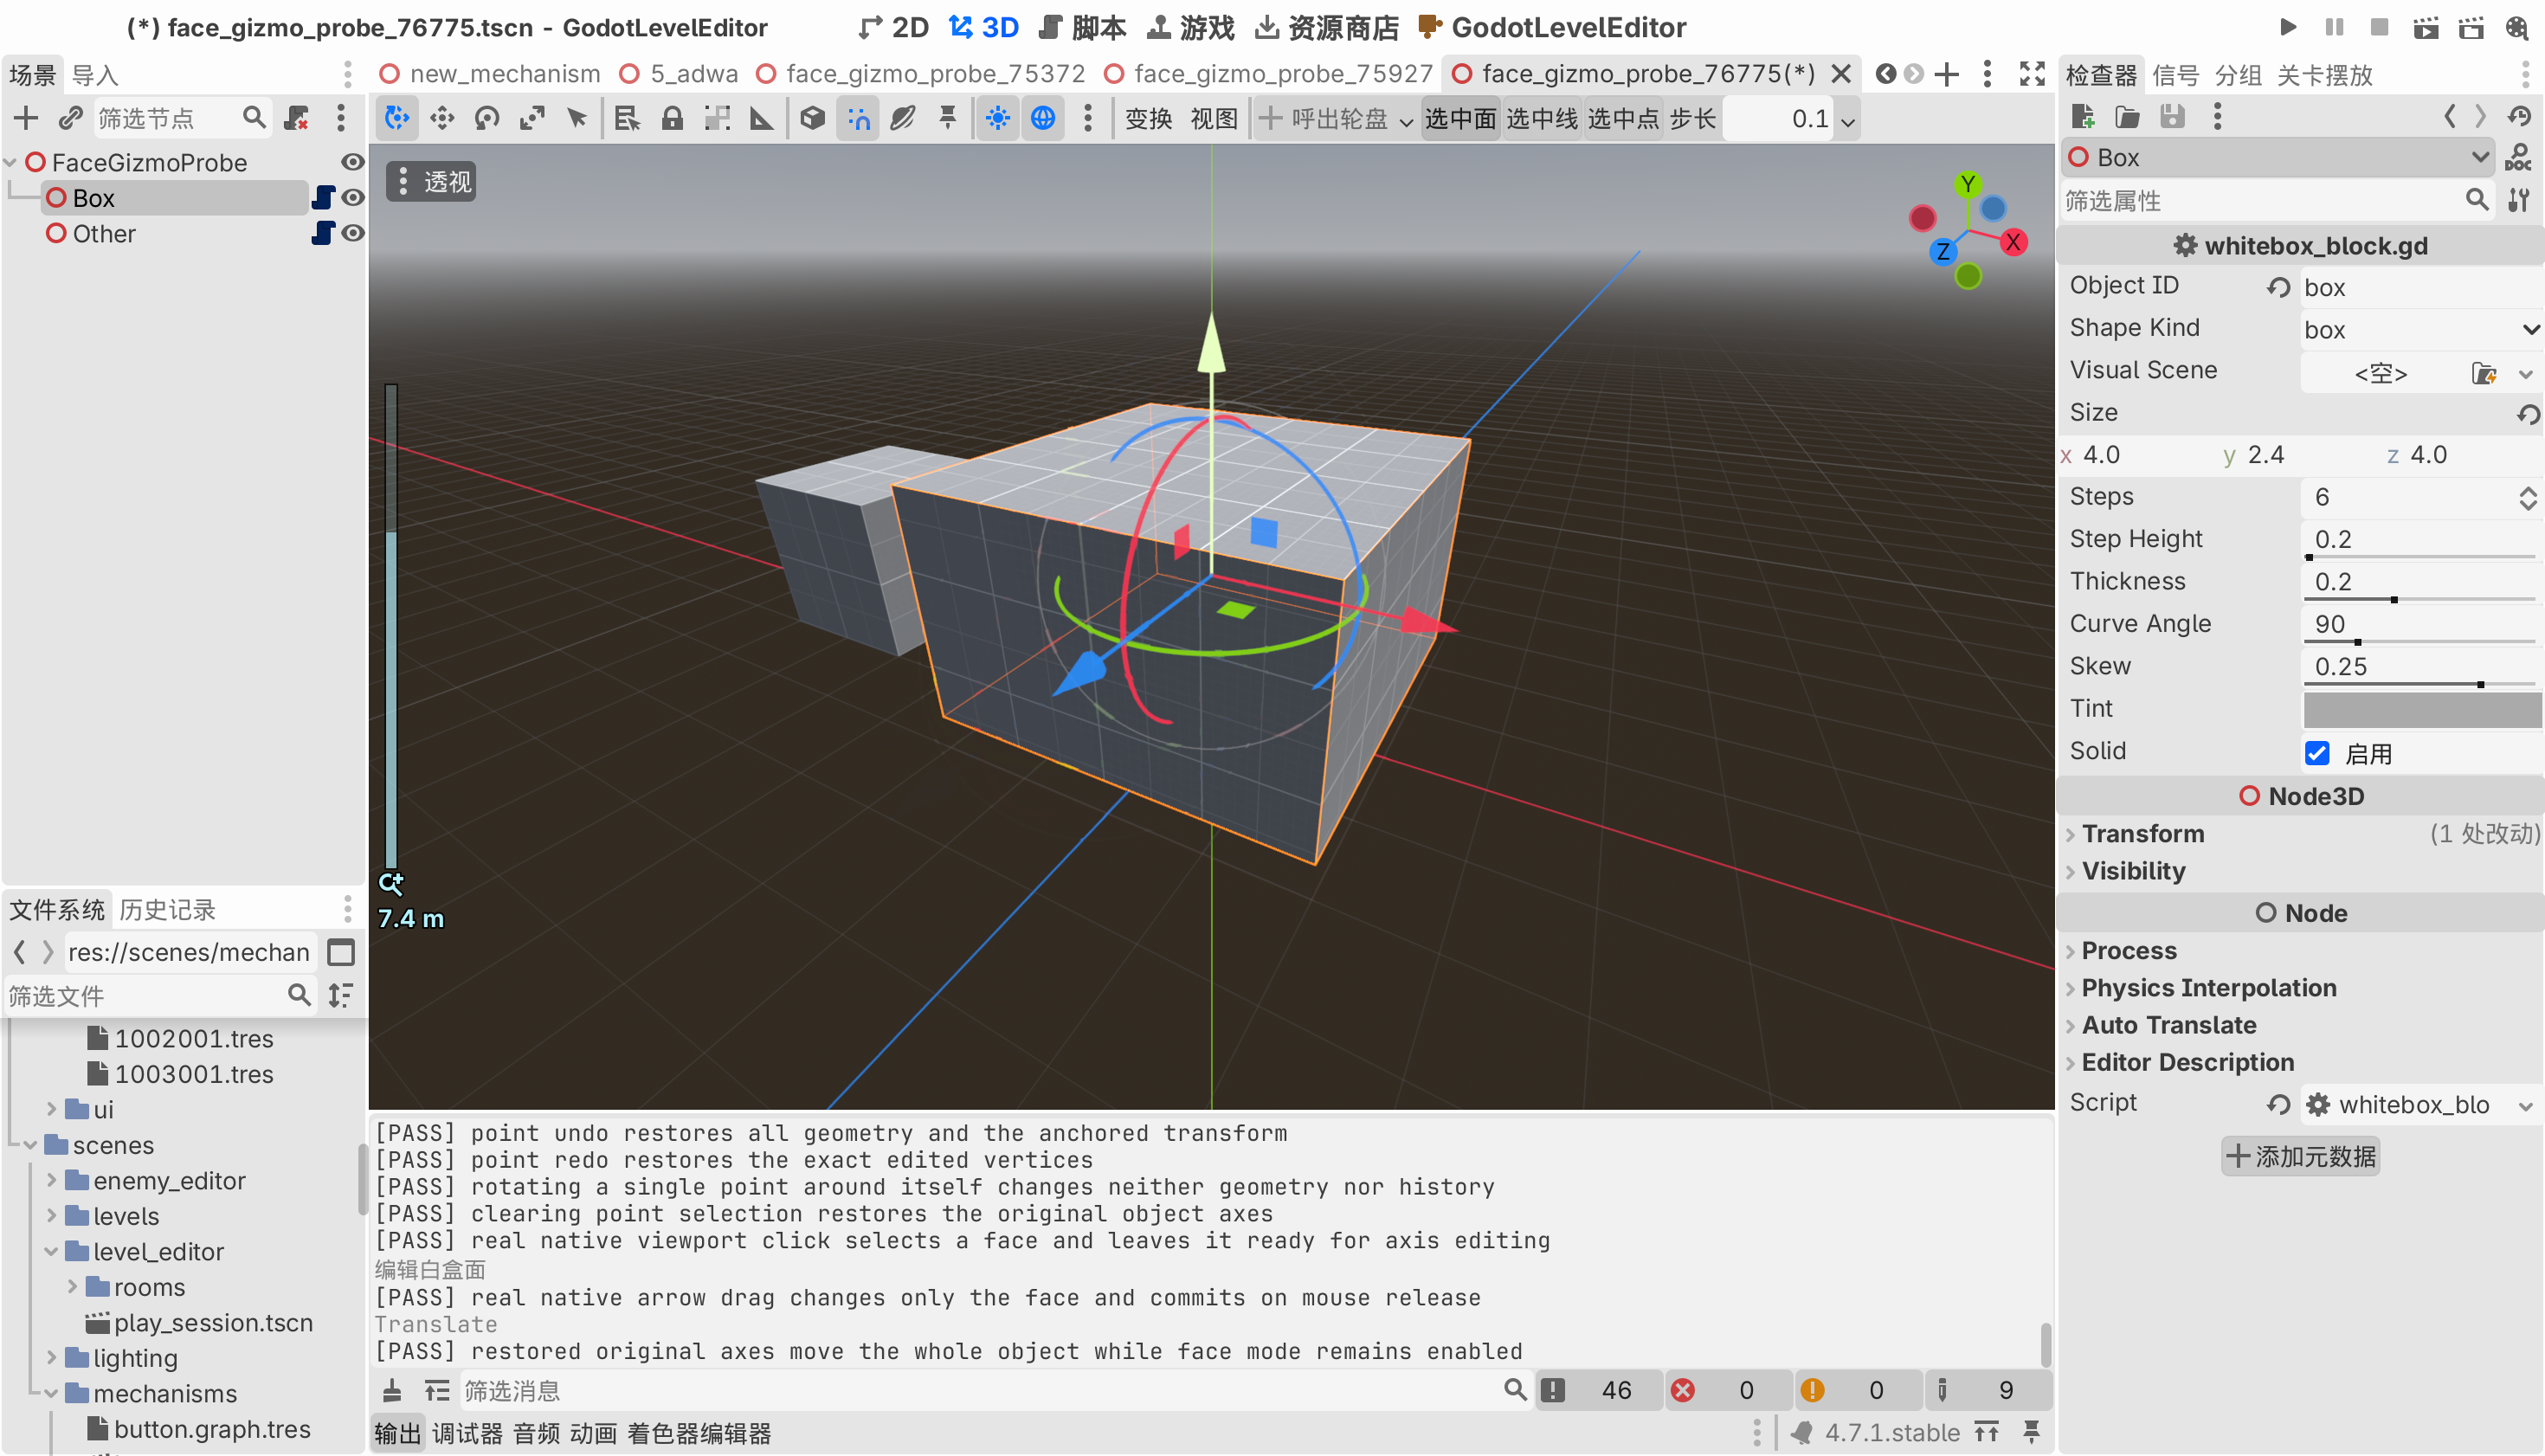 (*) face_gizmo_probe_76775.tscn - GodotLevelEditor
2D 3D 脚本 游戏 资源商店 GodotLevelEditor
场景 导入
new_mechanism 5_adwa face_gizmo_probe_75372 face_gizmo_probe_75927 face_gizmo_probe_76775(*)
检查器 信号 分组 关卡摆放
筛选节点
变换 视图 呼出轮盘 选中面 选中线 选中点 步长 0.1
FaceGizmoProbe
Box
Other
透视
Y
X
Z
7.4 m
Box
DOC
筛选属性
whitebox_block.gd
Object ID box
Shape Kind box
Visual Scene <空>
Size
x 4.0 y 2.4 z 4.0
Steps 6
Step Height 0.2
Thickness 0.2
Curve Angle 90
Skew 0.25
Tint
Solid 启用
Node3D
Transform (1 处改动)
Visibility
Node
Process
Physics Interpolation
Auto Translate
Editor Description
Script whitebox_blo
添加元数据
文件系统 历史记录
res://scenes/mechan
筛选文件
1002001.tres
1003001.tres
ui
scenes
enemy_editor
levels
level_editor
rooms
play_session.tscn
lighting
mechanisms
button.graph.tres
[PASS] point undo restores all geometry and the anchored transform
[PASS] point redo restores the exact edited vertices
[PASS] rotating a single point around itself changes neither geometry nor history
[PASS] clearing point selection restores the original object axes
[PASS] real native viewport click selects a face and leaves it ready for axis editing
编辑白盒面
[PASS] real native arrow drag changes only the face and commits on mouse release
Translate
[PASS] restored original axes move the whole object while face mode remains enabled
筛选消息 46 0 0 9
输出 调试器 音频 动画 着色器编辑器 4.7.1.stable